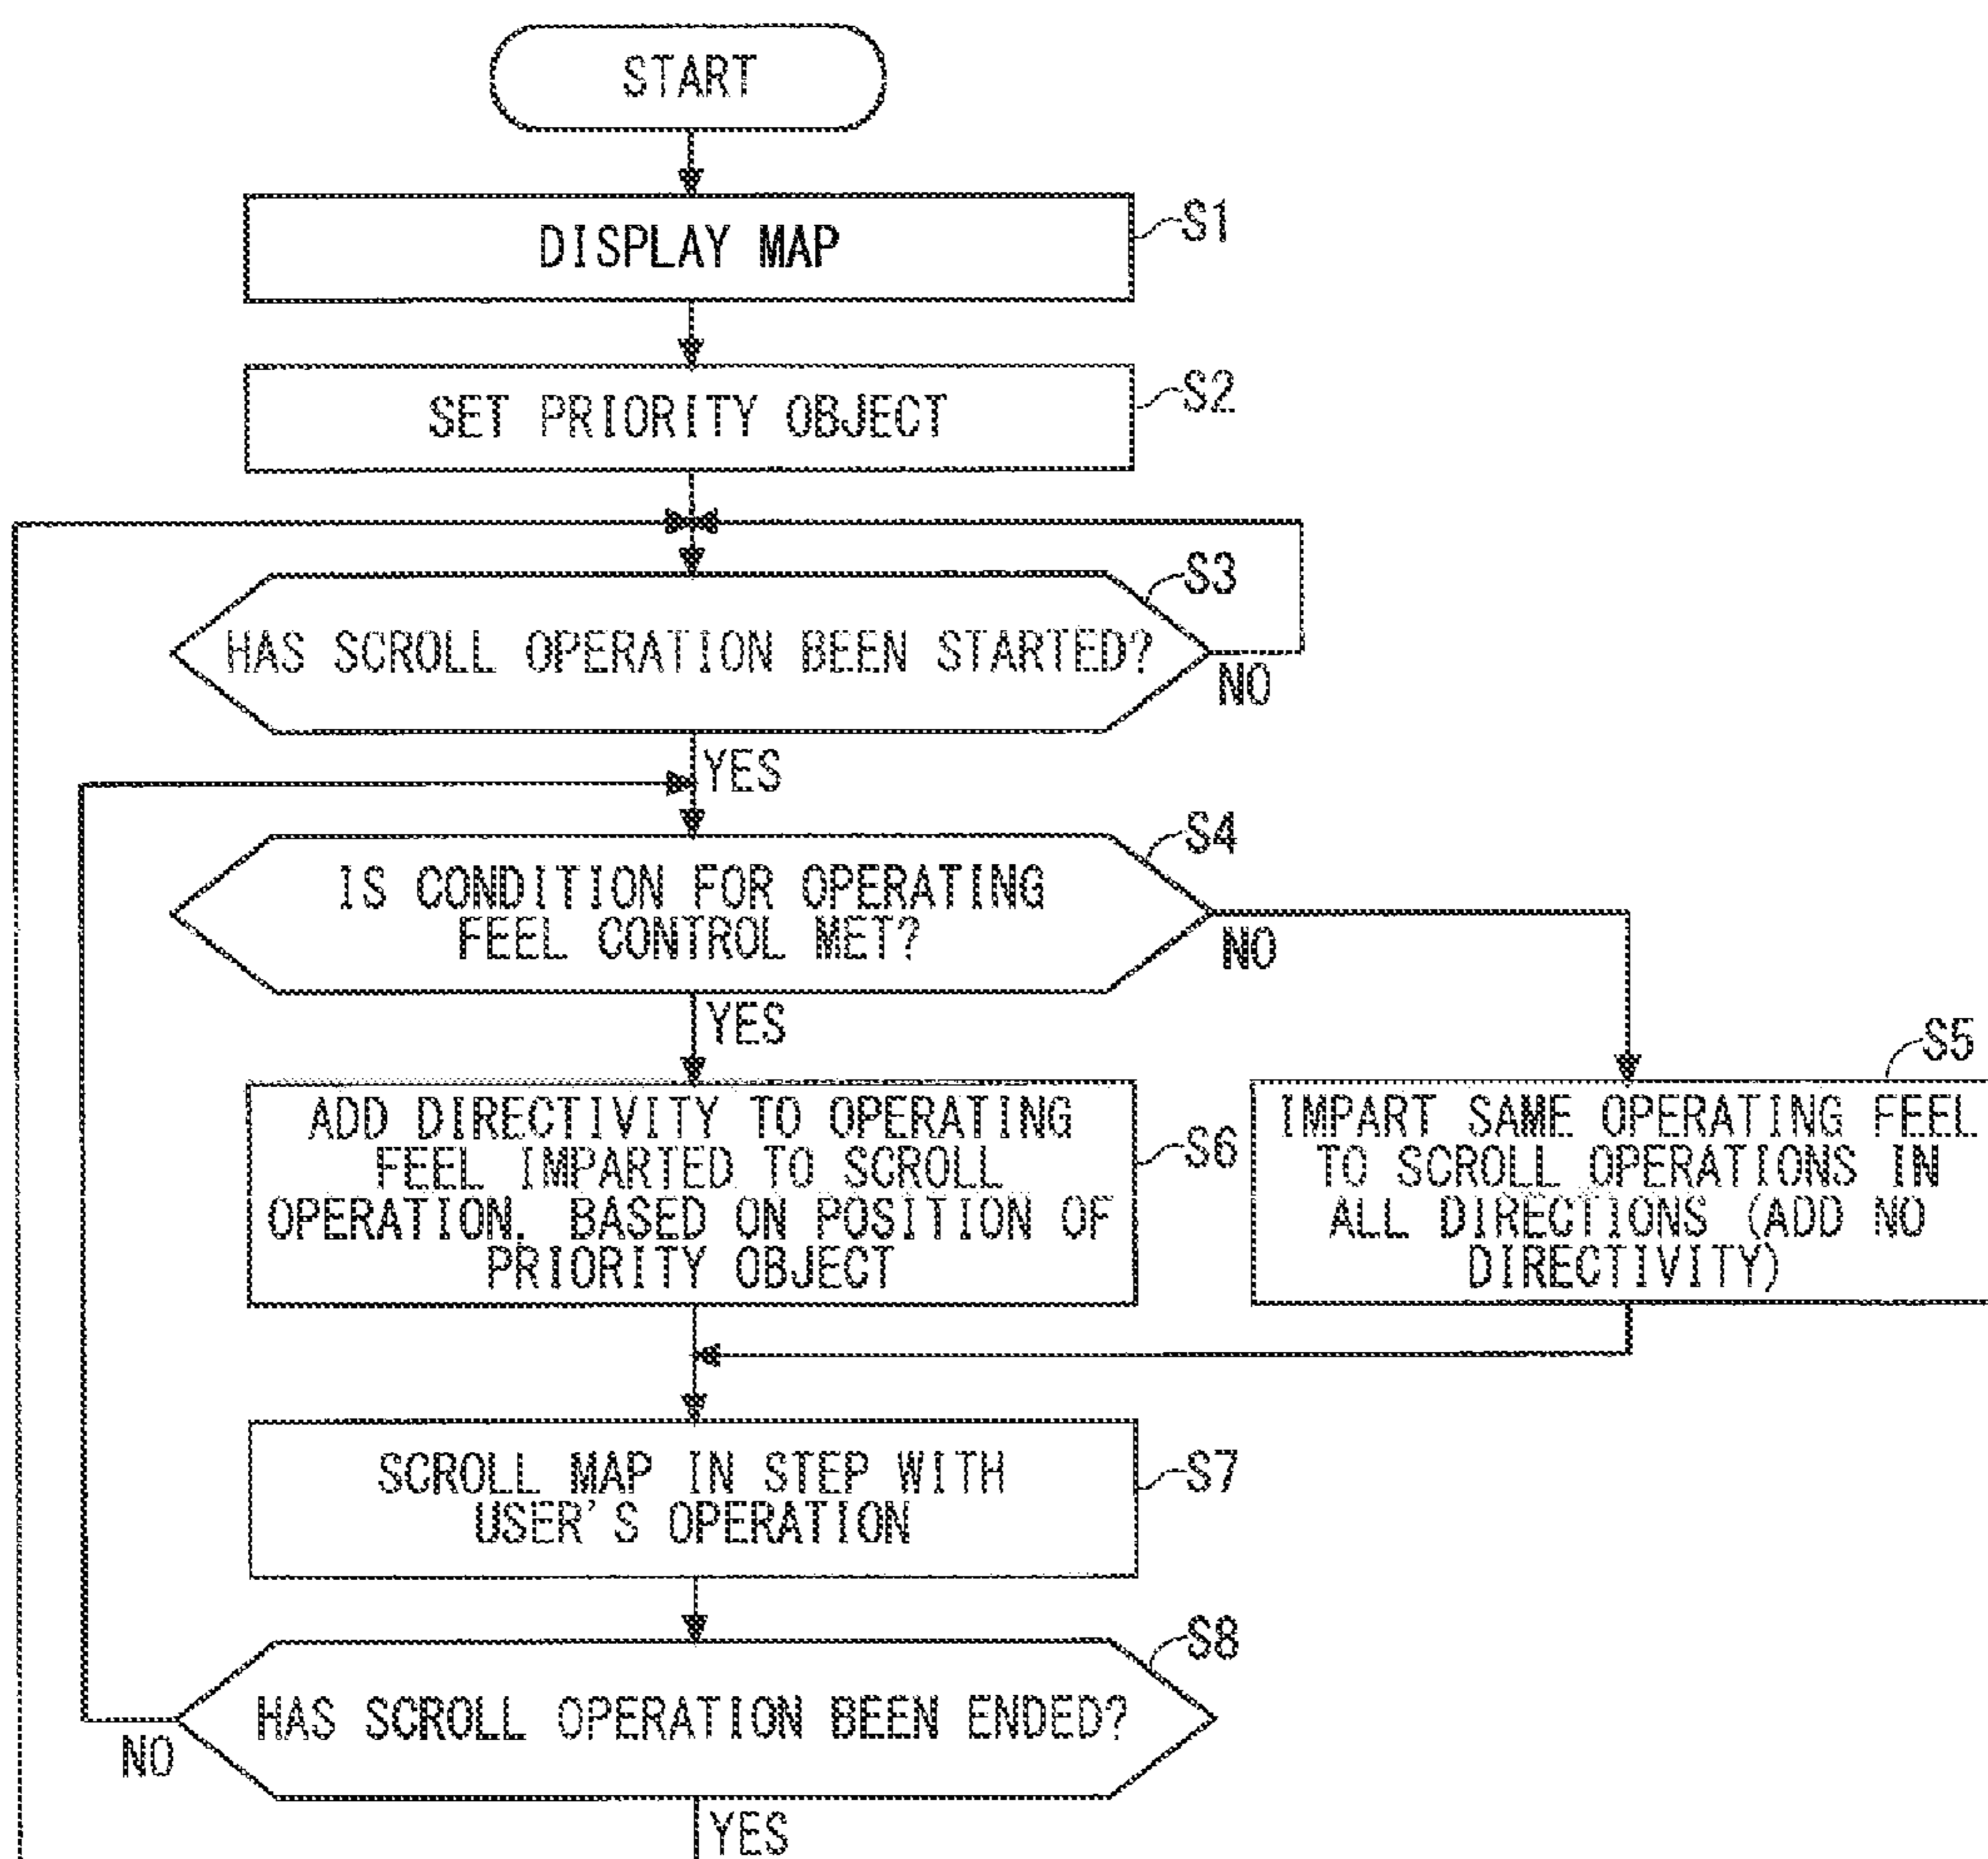 START
DISPLAY MAP
S1
SET PRIORITY OBJECT
S2
S3
HAS SCROLL OPERATION BEEN STARTED?
NO
YES
S4
IS CONDITION FOR OPERATING
FEEL CONTROL MET?
NO
YES
S5
ADD DIRECTIVITY TO OPERATING
FEEL IMPARTED TO SCROLL
OPERATION, BASED ON POSITION OF
PRIORITY OBJECT
S6
IMPART SAME OPERATING FEEL
TO SCROLL OPERATIONS IN
ALL DIRECTIONS (ADD NO
DIRECTIVITY)
SCROLL MAP IN STEP WITH
USER'S OPERATION
S7
S8
HAS SCROLL OPERATION BEEN ENDED?
NO
YES